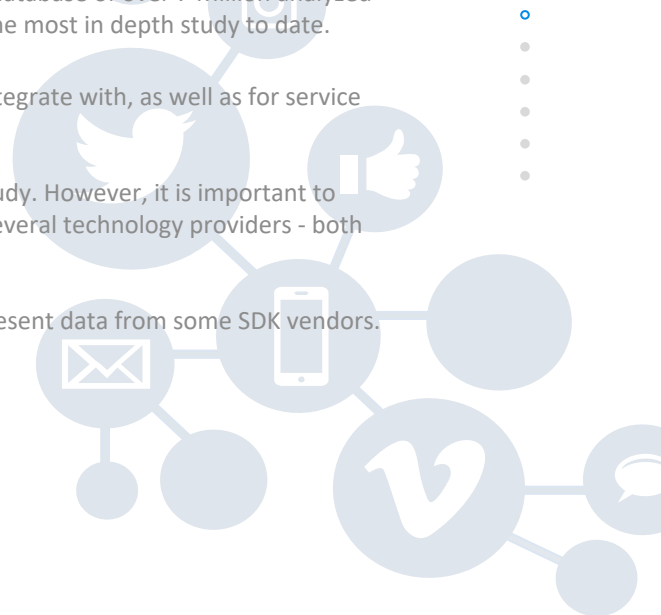 he most in depth study to date.
tegrate with, as well as for service
udy. However, it is important to
everal technology providers - both
esent data from some SDK vendors.